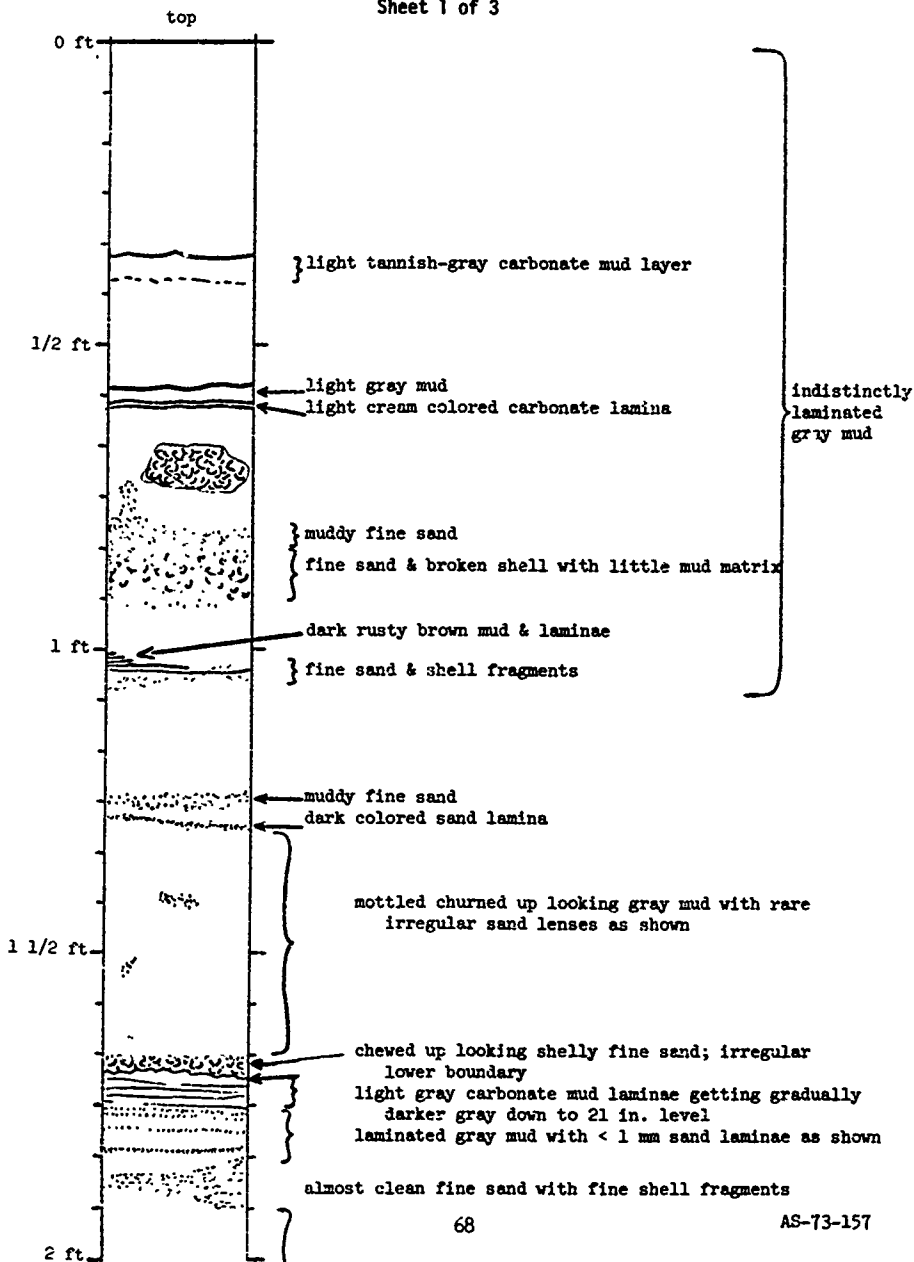 Sheet 1 of 3
top
0 ft
light tannish-gray carbonate mud layer
1/2 ft
light gray mud
light cream colored carbonate lamina
indistinctly
laminated
gray mud
muddy fine sand
fine sand & broken shell with little mud matrix
dark rusty brown mud & laminae
1 ft
fine sand & shell fragments
muddy fine sand
dark colored sand lamina
mottled churned up looking gray mud with rare
irregular sand lenses as shown
1 1/2 ft
chewed up looking shelly fine sand; irregular
lower boundary
light gray carbonate mud laminae getting gradually
darker gray down to 21 in. level
laminated gray mud with < 1 mm sand laminae as shown
almost clean fine sand with fine shell fragments
68
AS-73-157
2 ft